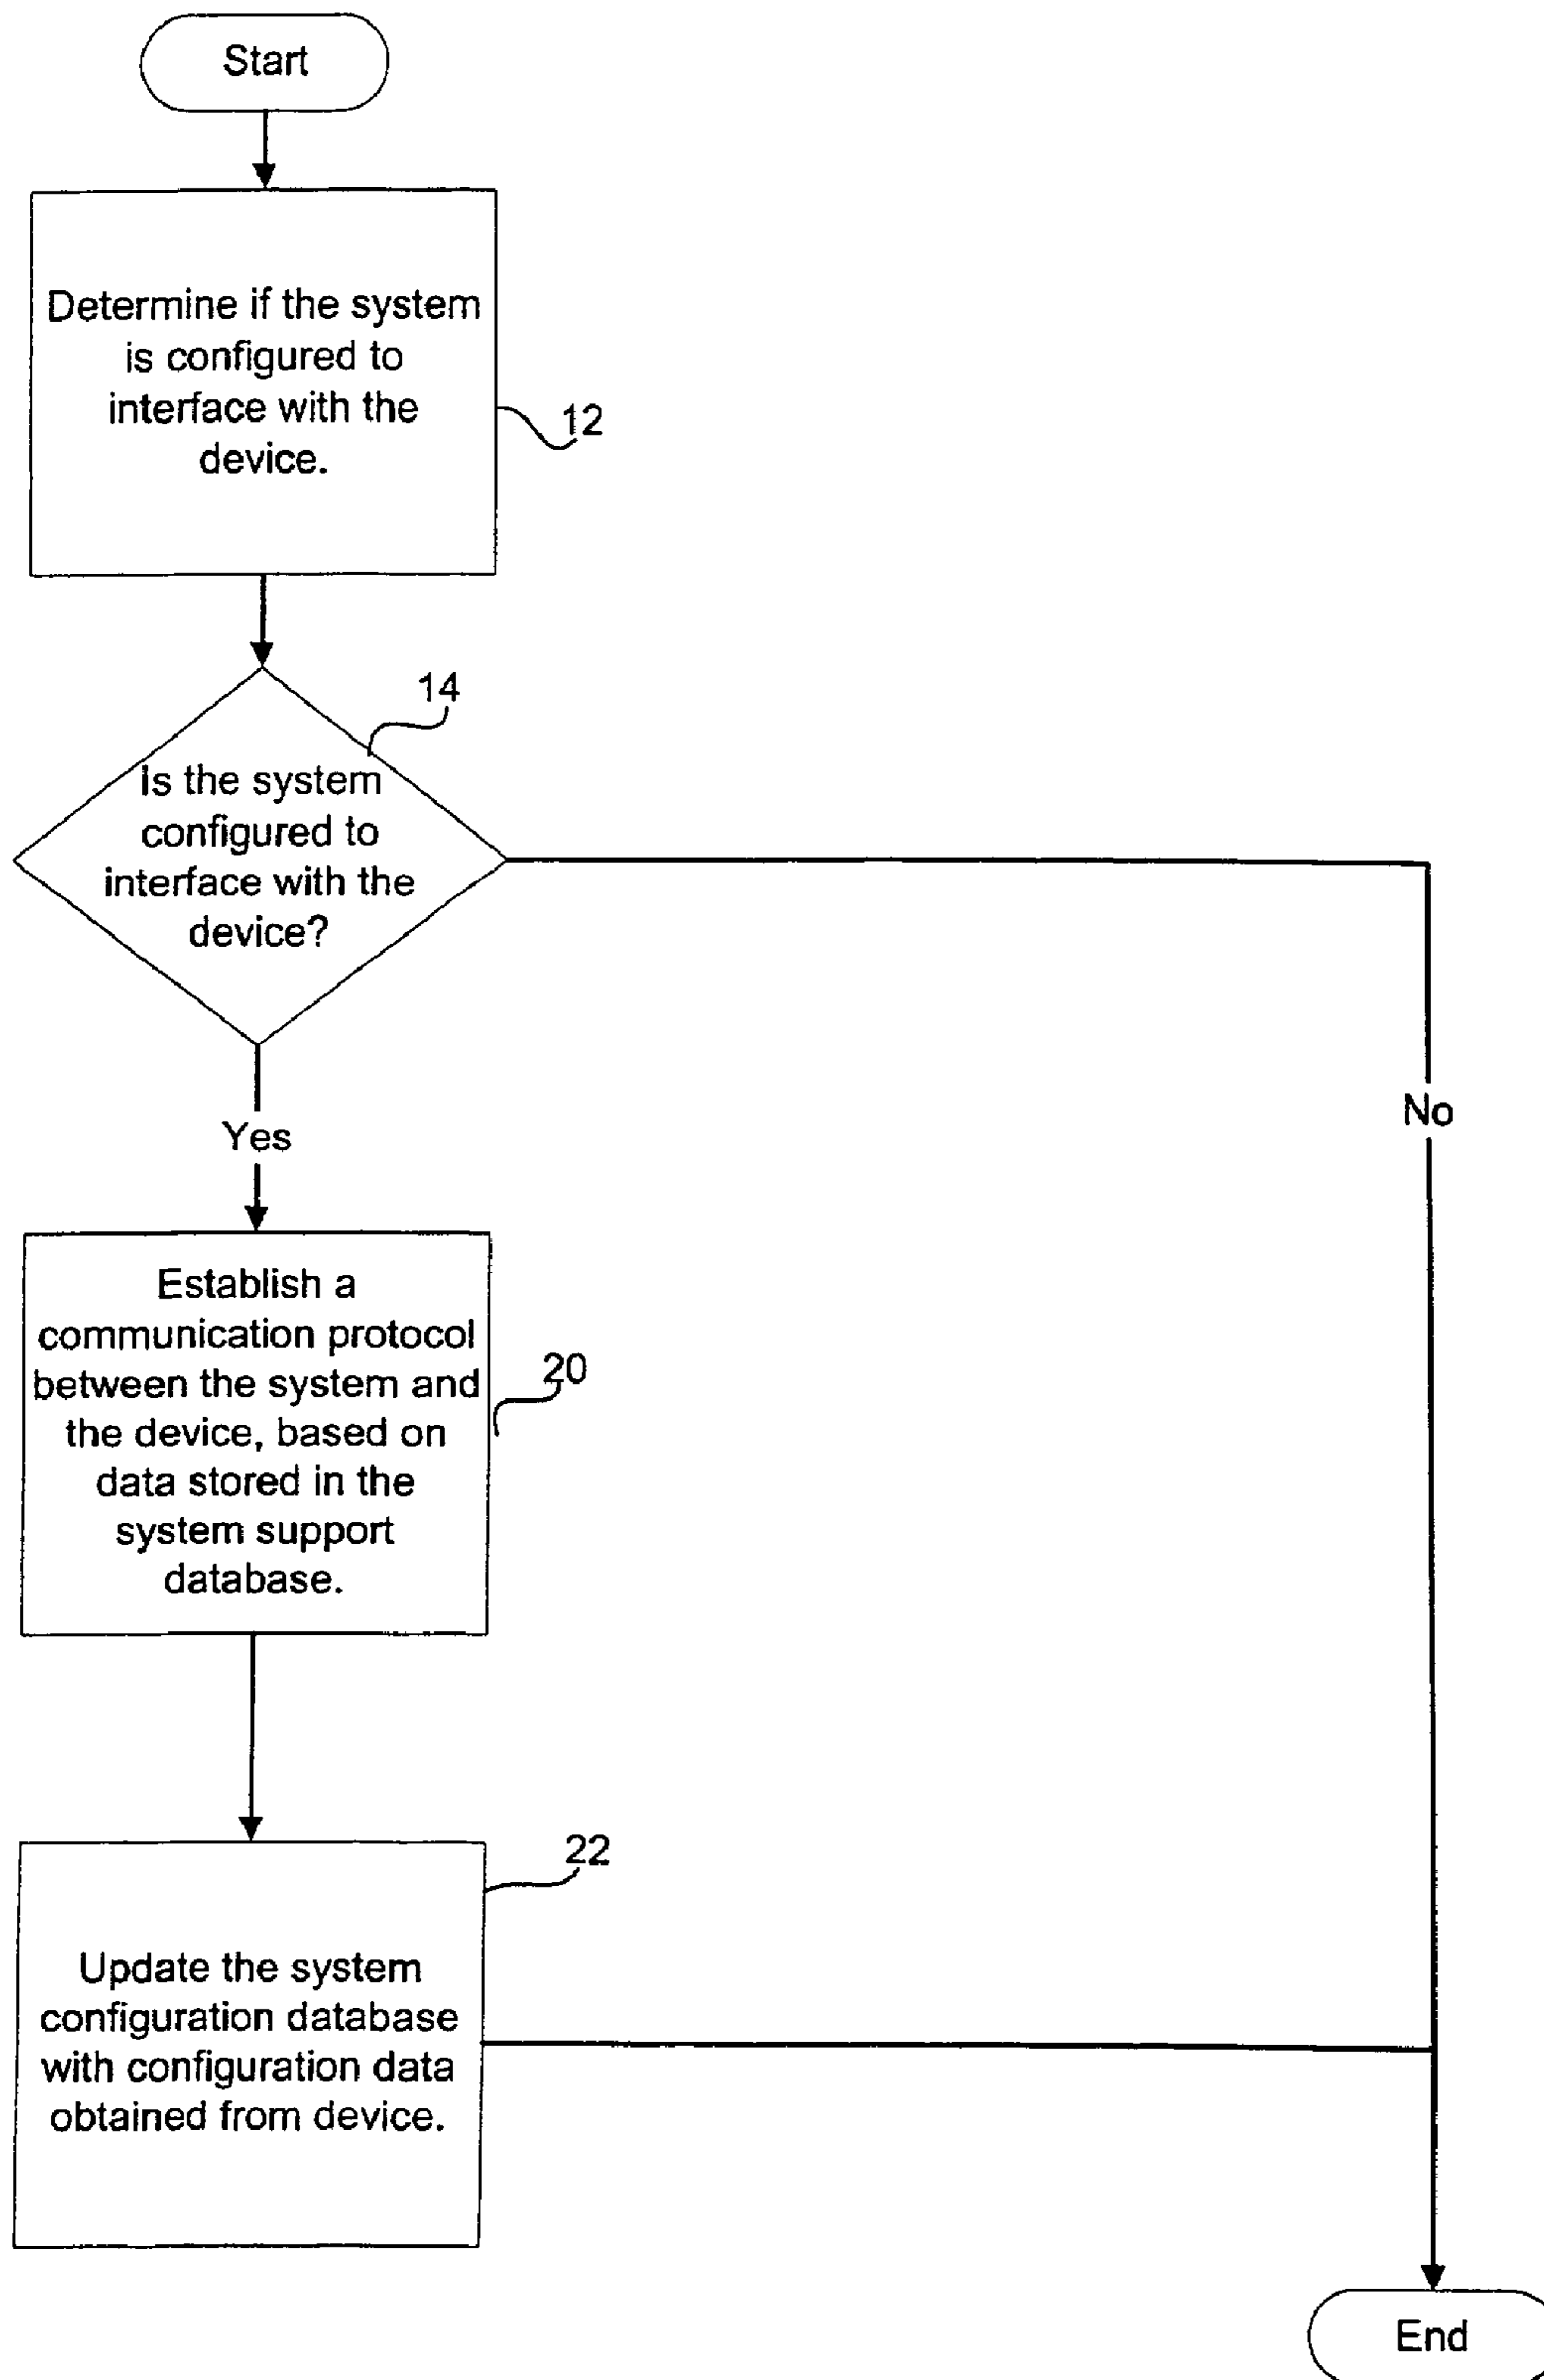 Start
Determine if the system
is configured to
interface with the
device.
12
14
Is the system
configured to
interface with the
device?
No
Yes
Establish a
communication protocol
between the system and
the device, based on
data stored in the
system support
database.
20
22
Update the system
configuration database
with configuration data
obtained from device.
End